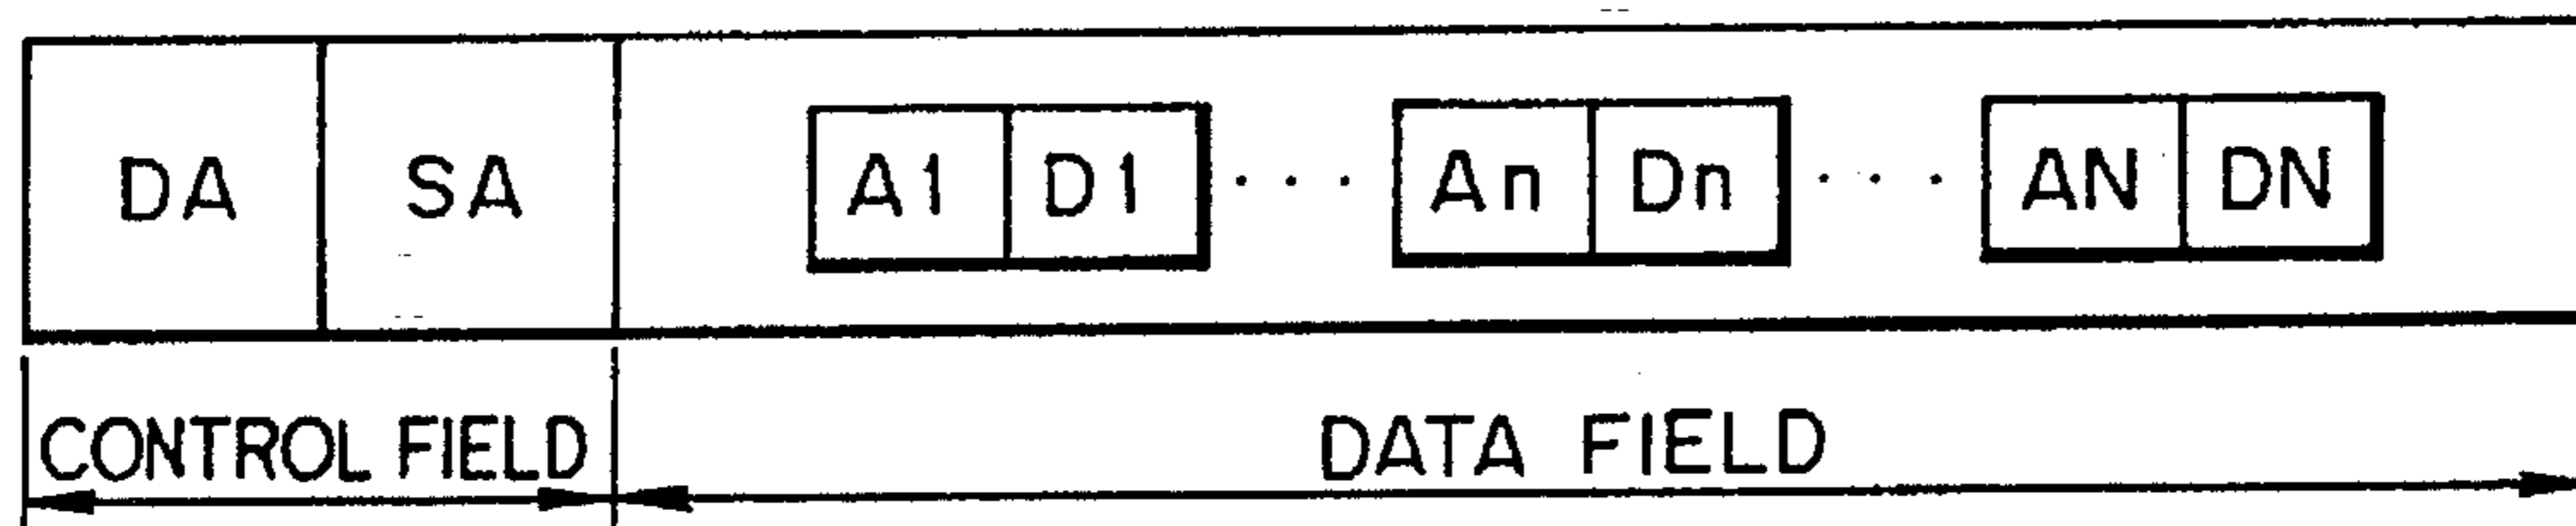 DA SA A1 D1 ... An Dn ... AN DN
CONTROL FIELD DATA FIELD